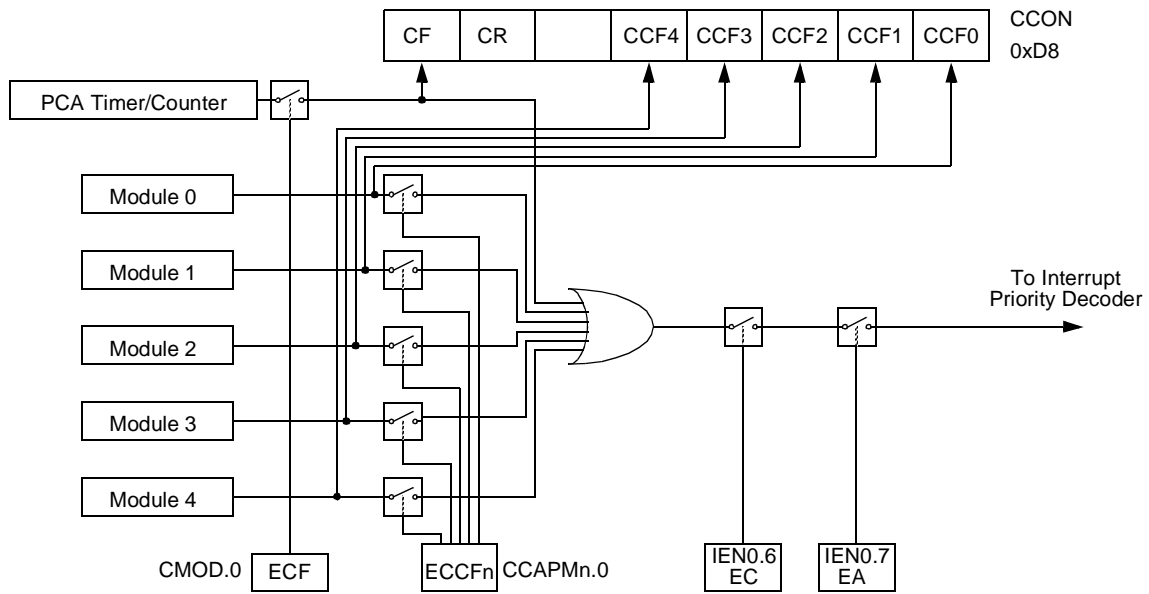 CF CR CCF4 CCF3 CCF2 CCF1 CCF0
CCON
0xD8
PCA Timer/Counter
Module 0
Module 1
Module 2
Module 3
Module 4
To Interrupt
Priority Decoder
CMOD.0 ECF
ECCFn CCAPMn.0
IEN0.6
EC
IEN0.7
EA